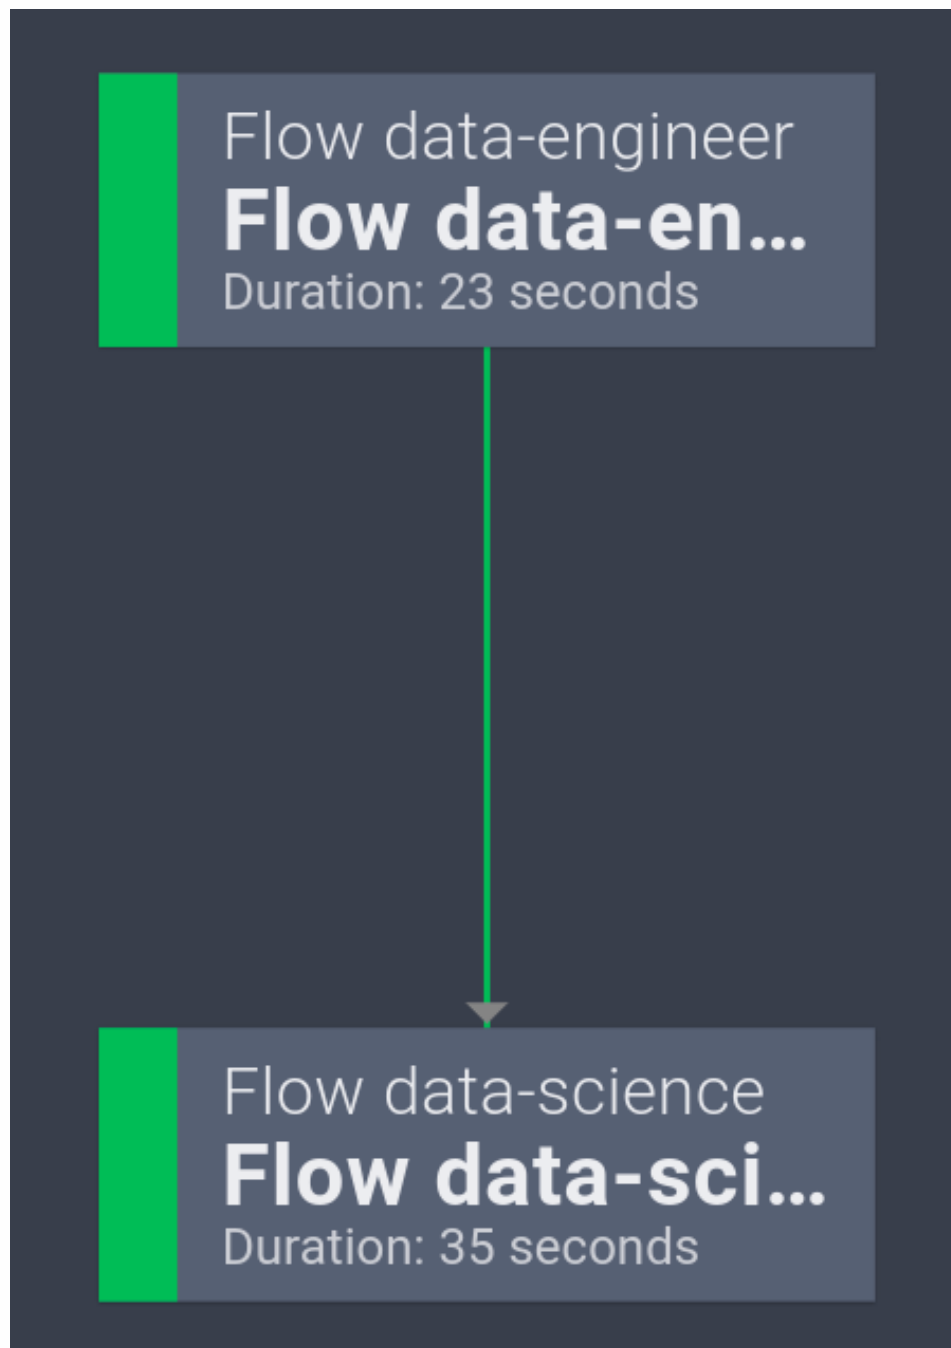 Flow data-engineer
Flow data-en...
Duration: 23 seconds
Flow data-science
Flow data-sci...
Duration: 35 seconds